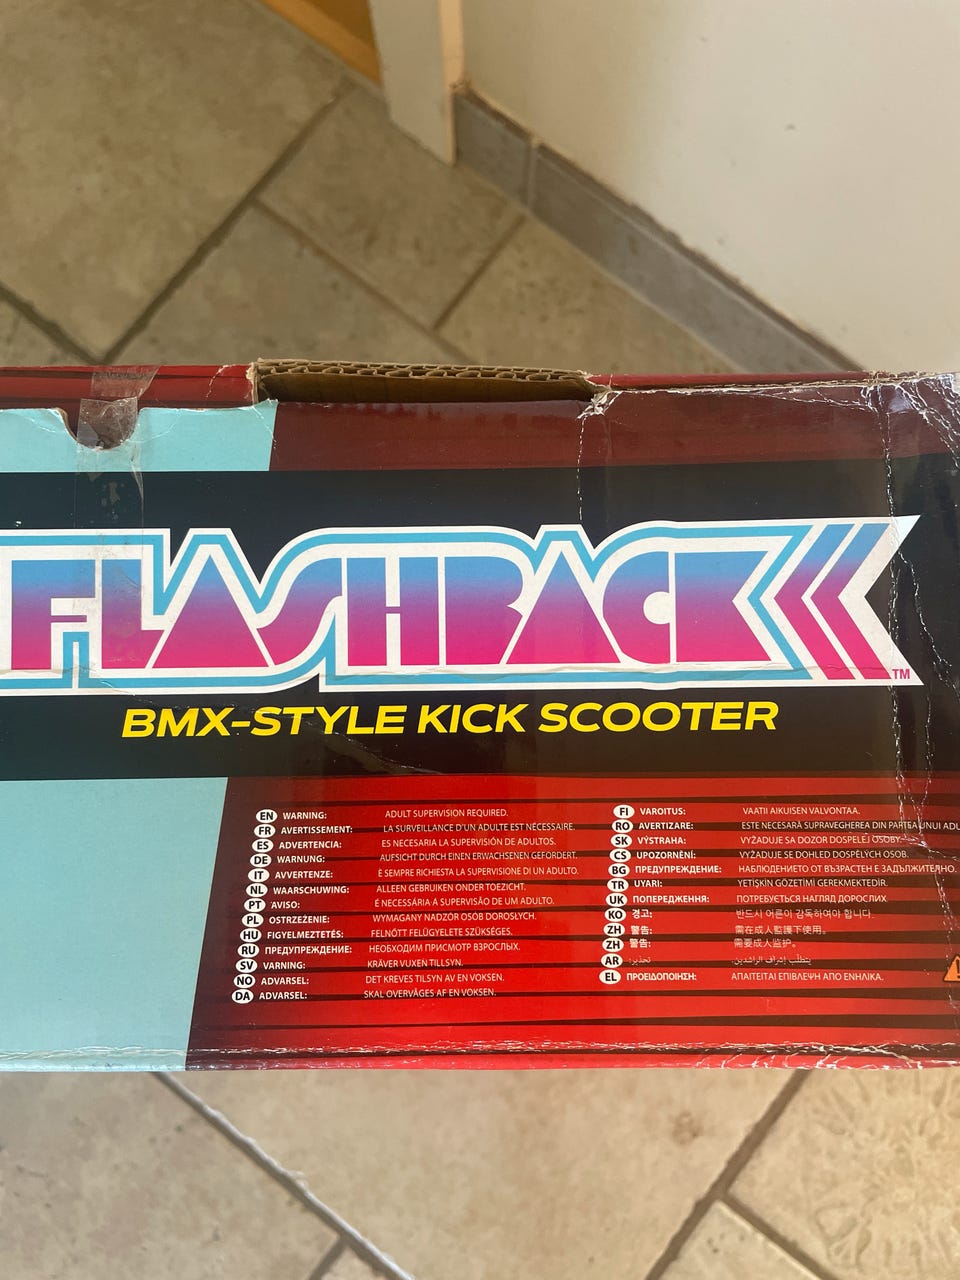 FLASHBACK
TM
BMX-STYLE KICK SCOOTER
EN WARNING: ADULT SUPERVISION REQUIRED.
FR AVERTISSEMENT: LA SURVEILLANCE D'UN ADULTE EST NÉCESSAIRE.
ES ADVERTENCIA: ES NECESARIA LA SUPERVISIÓN DE ADULTOS.
DE WARNUNG: AUFSICHT DURCH EINEN ERWACHSENEN GEFORDERT.
IT AVVERTENZE: È SEMPRE RICHIESTA LA SUPERVISIONE DI UN ADULTO.
NL WAARSCHUWING: ALLEEN GEBRUIKEN ONDER TOEZICHT.
PT AVISO: É NECESSÁRIA A SUPERVISÃO DE UM ADULTO.
PL OSTRZEŻENIE: WYMAGANY NADZÓR OSÓB DOROSŁYCH.
HU FIGYELMEZTETÉS: FELNŐTT FELÜGYELETE SZÜKSÉGES.
RU ПРЕДУПРЕЖДЕНИЕ: НЕОБХОДИМ ПРИСМОТР ВЗРОСЛЫХ.
SV VARNING: KRÄVER VUXEN TILLSYN.
NO ADVARSEL: DET KREVES TILSYN AV EN VOKSEN.
DA ADVARSEL: SKAL OVERVÅGES AF EN VOKSEN.
FI VAROITUS: VAATII AIKUISEN VALVONTAA.
RO AVERTIZARE: ESTE NECESARĂ SUPRAVEGHEREA DIN PARTEA UNUI ADU
SK VÝSTRAHA: VYŽADUJE SA DOZOR DOSPELEJ OSOBY.
CS UPOZORNĚNÍ: VYŽADUJE SE DOHLED DOSPĚLÝCH OSOB.
BG ПРЕДУПРЕЖДЕНИЕ: НАБЛЮДЕНИЕТО ОТ ВЪЗРАСТЕН Е ЗАДЪЛЖИТЕЛНО.
TR UYARI: YETİŞKİN GÖZETİMİ GEREKMEKTEDİR.
UK ПОПЕРЕДЖЕННЯ: ПОТРЕБУЄТЬСЯ НАГЛЯД ДОРОСЛИХ.
KO 경고: 반드시 어른이 감독하여야 합니다.
ZH 警告: 需在成人監護下使用。
ZH 警告: 需要成人监护。
AR تحذير: يتطلب إشراف الراشدين.
EL ΠΡΟΕΙΔΟΠΟΙΗΣΗ: ΑΠΑΙΤΕΙΤΑΙ ΕΠΙΒΛΕΨΗ ΑΠΟ ΕΝΗΛΙΚΑ.